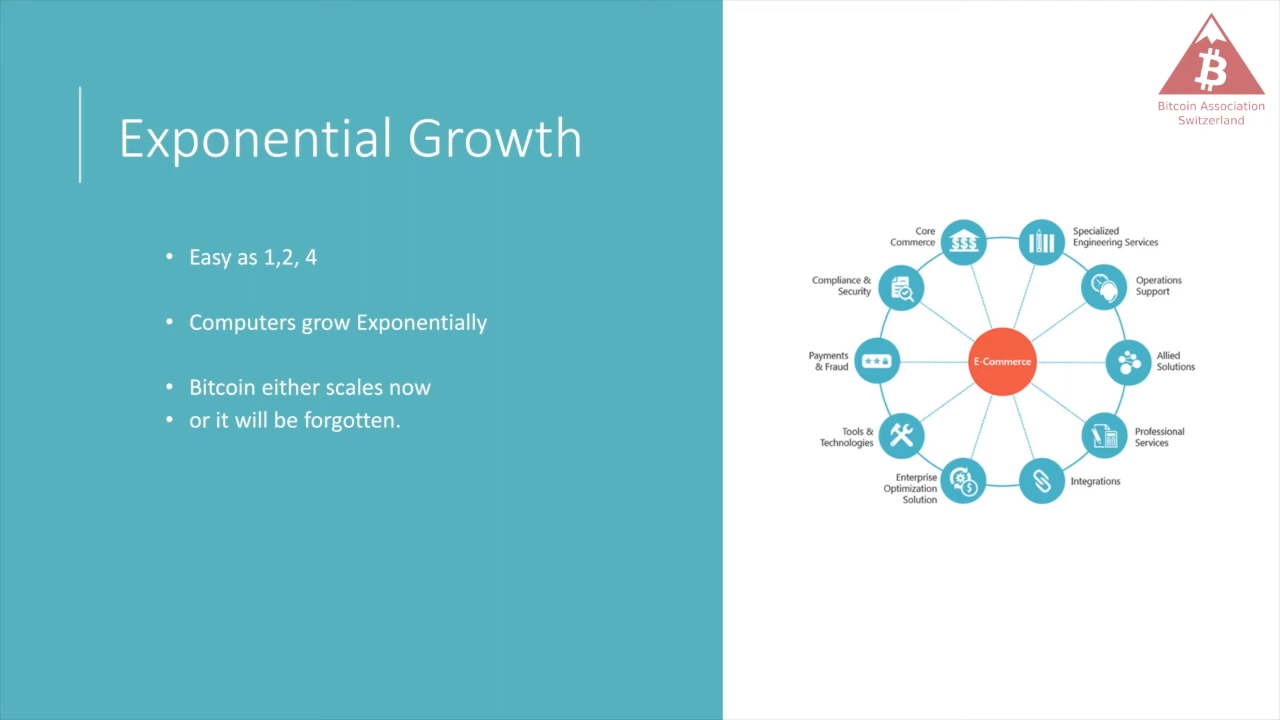 Exponential Growth
Easy as 1,2, 4
Computers grow Exponentially
Bitcoin either scales now
or it will be forgotten.
Bitcoin Association
Switzerland
Core
Commerce
Specialized
Engineering Services
Compliance &
Security
Operations
Support
Payments
& Fraud
E-Commerce
Allied
Solutions
Tools &
Technologies
Professional
Services
Enterprise
Optimization
Solution
Integrations